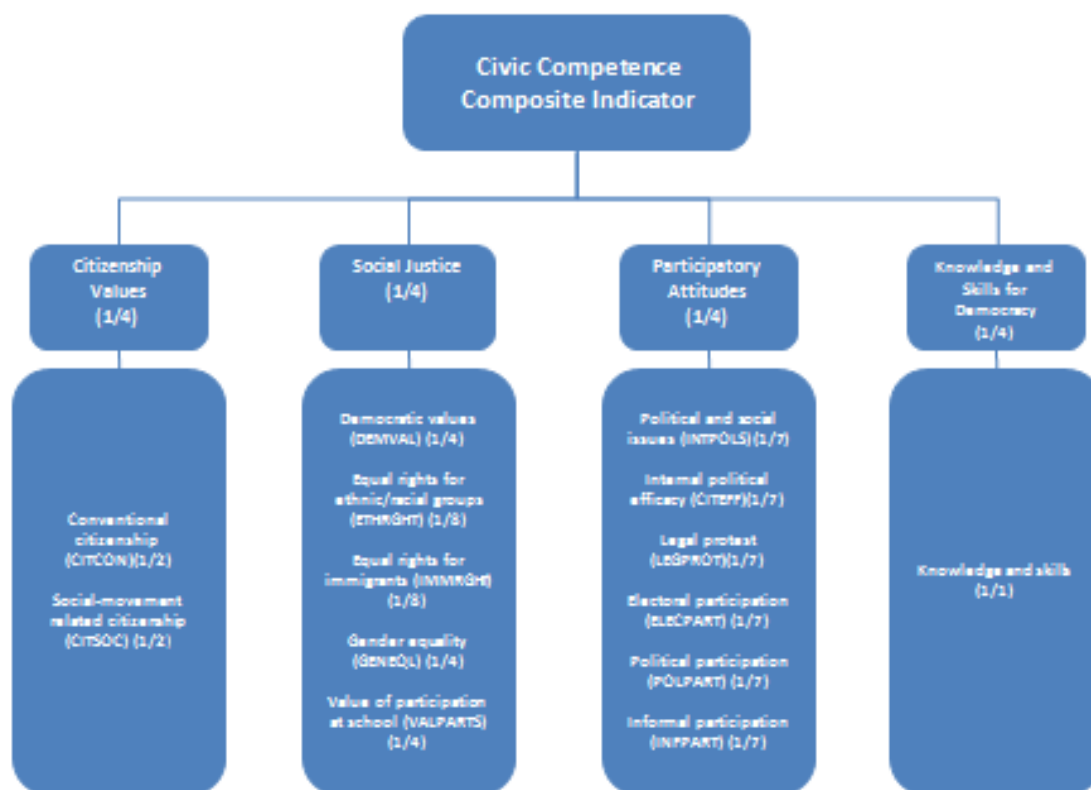 Civic Competence
Composite Indicator
Citizenship
Values
(1/4)
Social Justice
(1/4)
Participatory
Attitudes
(1/4)
Knowledge and
Skills for
Democracy
(1/4)
Conventional
citizenship
(CITCON)(1/2)
Social-movement
related citizenship
(CITSOC) (1/2)
Democratic values
(DEMVAL) (1/4)
Equal rights for
ethnic/racial groups
(ETHRGHT) (1/8)
Equal rights for
immigrants (IMMRGHT)
(1/8)
Gender equality
(GENEQL) (1/4)
Value of participation
at school (VALPARTS)
(1/4)
Political and social
issues (INTPOLS)(1/7)
Internal political
efficacy (CITEFF)(1/7)
Legal protest
(LEGPROT)(1/7)
Electoral participation
(ELECPART) (1/7)
Political participation
(POLPART) (1/7)
Informal participation
(INFPART) (1/7)
Knowledge and skills
(1/1)